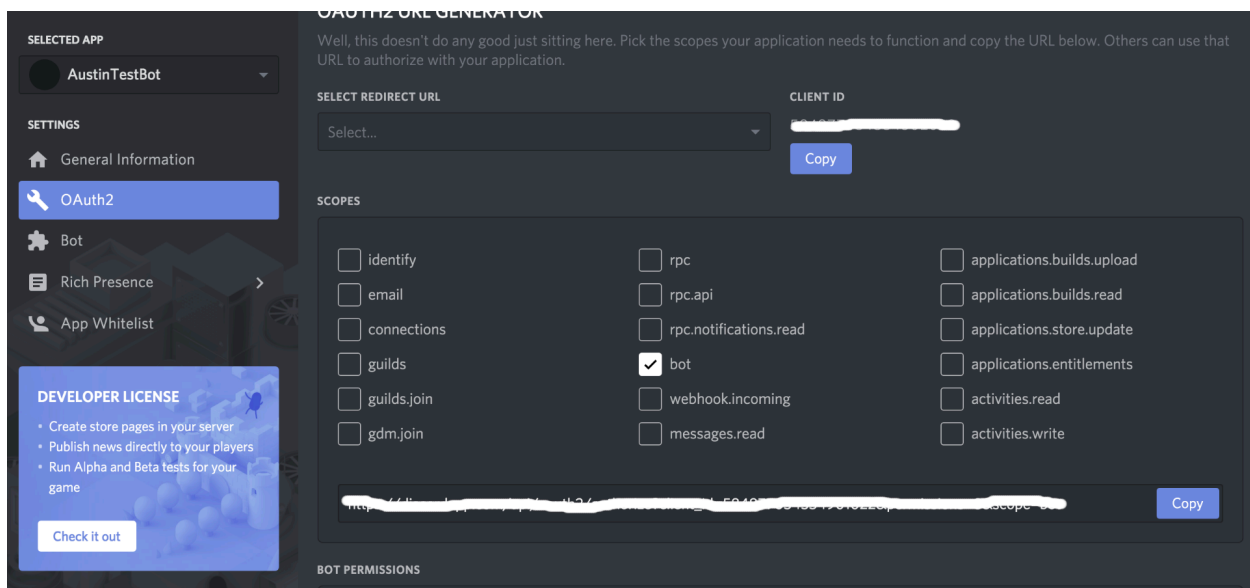 OAUTH2 URL GENERATOR
SELECTED APP
AustinTestBot
Well, this doesn't do any good just sitting here. Pick the scopes your application needs to function and copy the URL below. Others can use that
URL to authorize with your application.
SELECT REDIRECT URL
Select...
CLIENT ID
Copy
SETTINGS
General Information
OAuth2
Bot
Rich Presence
App Whitelist
DEVELOPER LICENSE
• Create store pages in your server
• Publish news directly to your players
• Run Alpha and Beta tests for your
game
Check it out
SCOPES
identify
email
connections
guilds
guilds.join
gdm.join
rpc
rpc.api
rpc.notifications.read
bot
webhook.incoming
messages.read
applications.builds.upload
applications.builds.read
applications.store.update
applications.entitlements
activities.read
activities.write
Copy
BOT PERMISSIONS